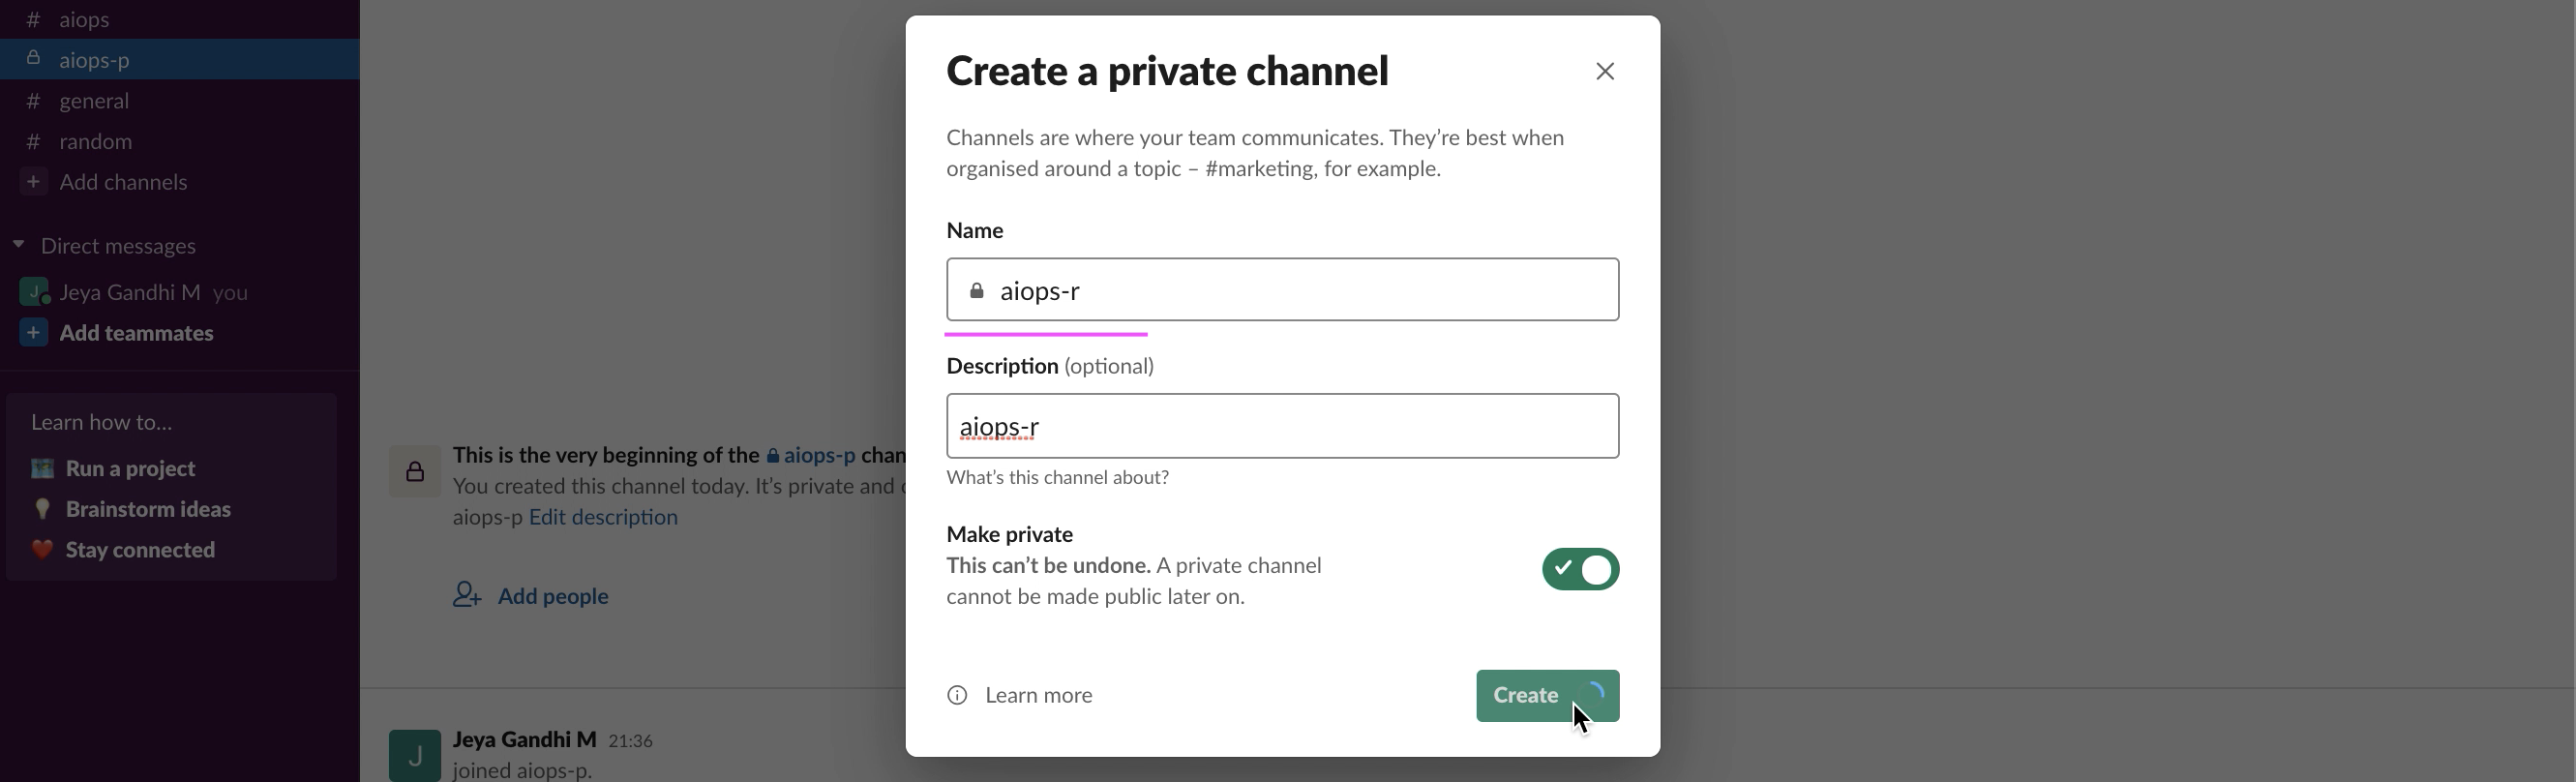 # aiops
aiops-p
# general
# random
+ Add channels
Direct messages
J Jeya Gandhi M you
+ Add teammates
Learn how to...
Run a project
Brainstorm ideas
Stay connected
This is the very beginning of the aiops-p chan
You created this channel today. It’s private and
aiops-p Edit description
Add people
J Jeya Gandhi M 21:36
joined aiops-p.
Create a private channel
Channels are where your team communicates. They’re best when
organised around a topic – #marketing, for example.
Name
aiops-r
Description (optional)
aiops-r
What’s this channel about?
Make private
This can’t be undone. A private channel
cannot be made public later on.
Learn more
Create